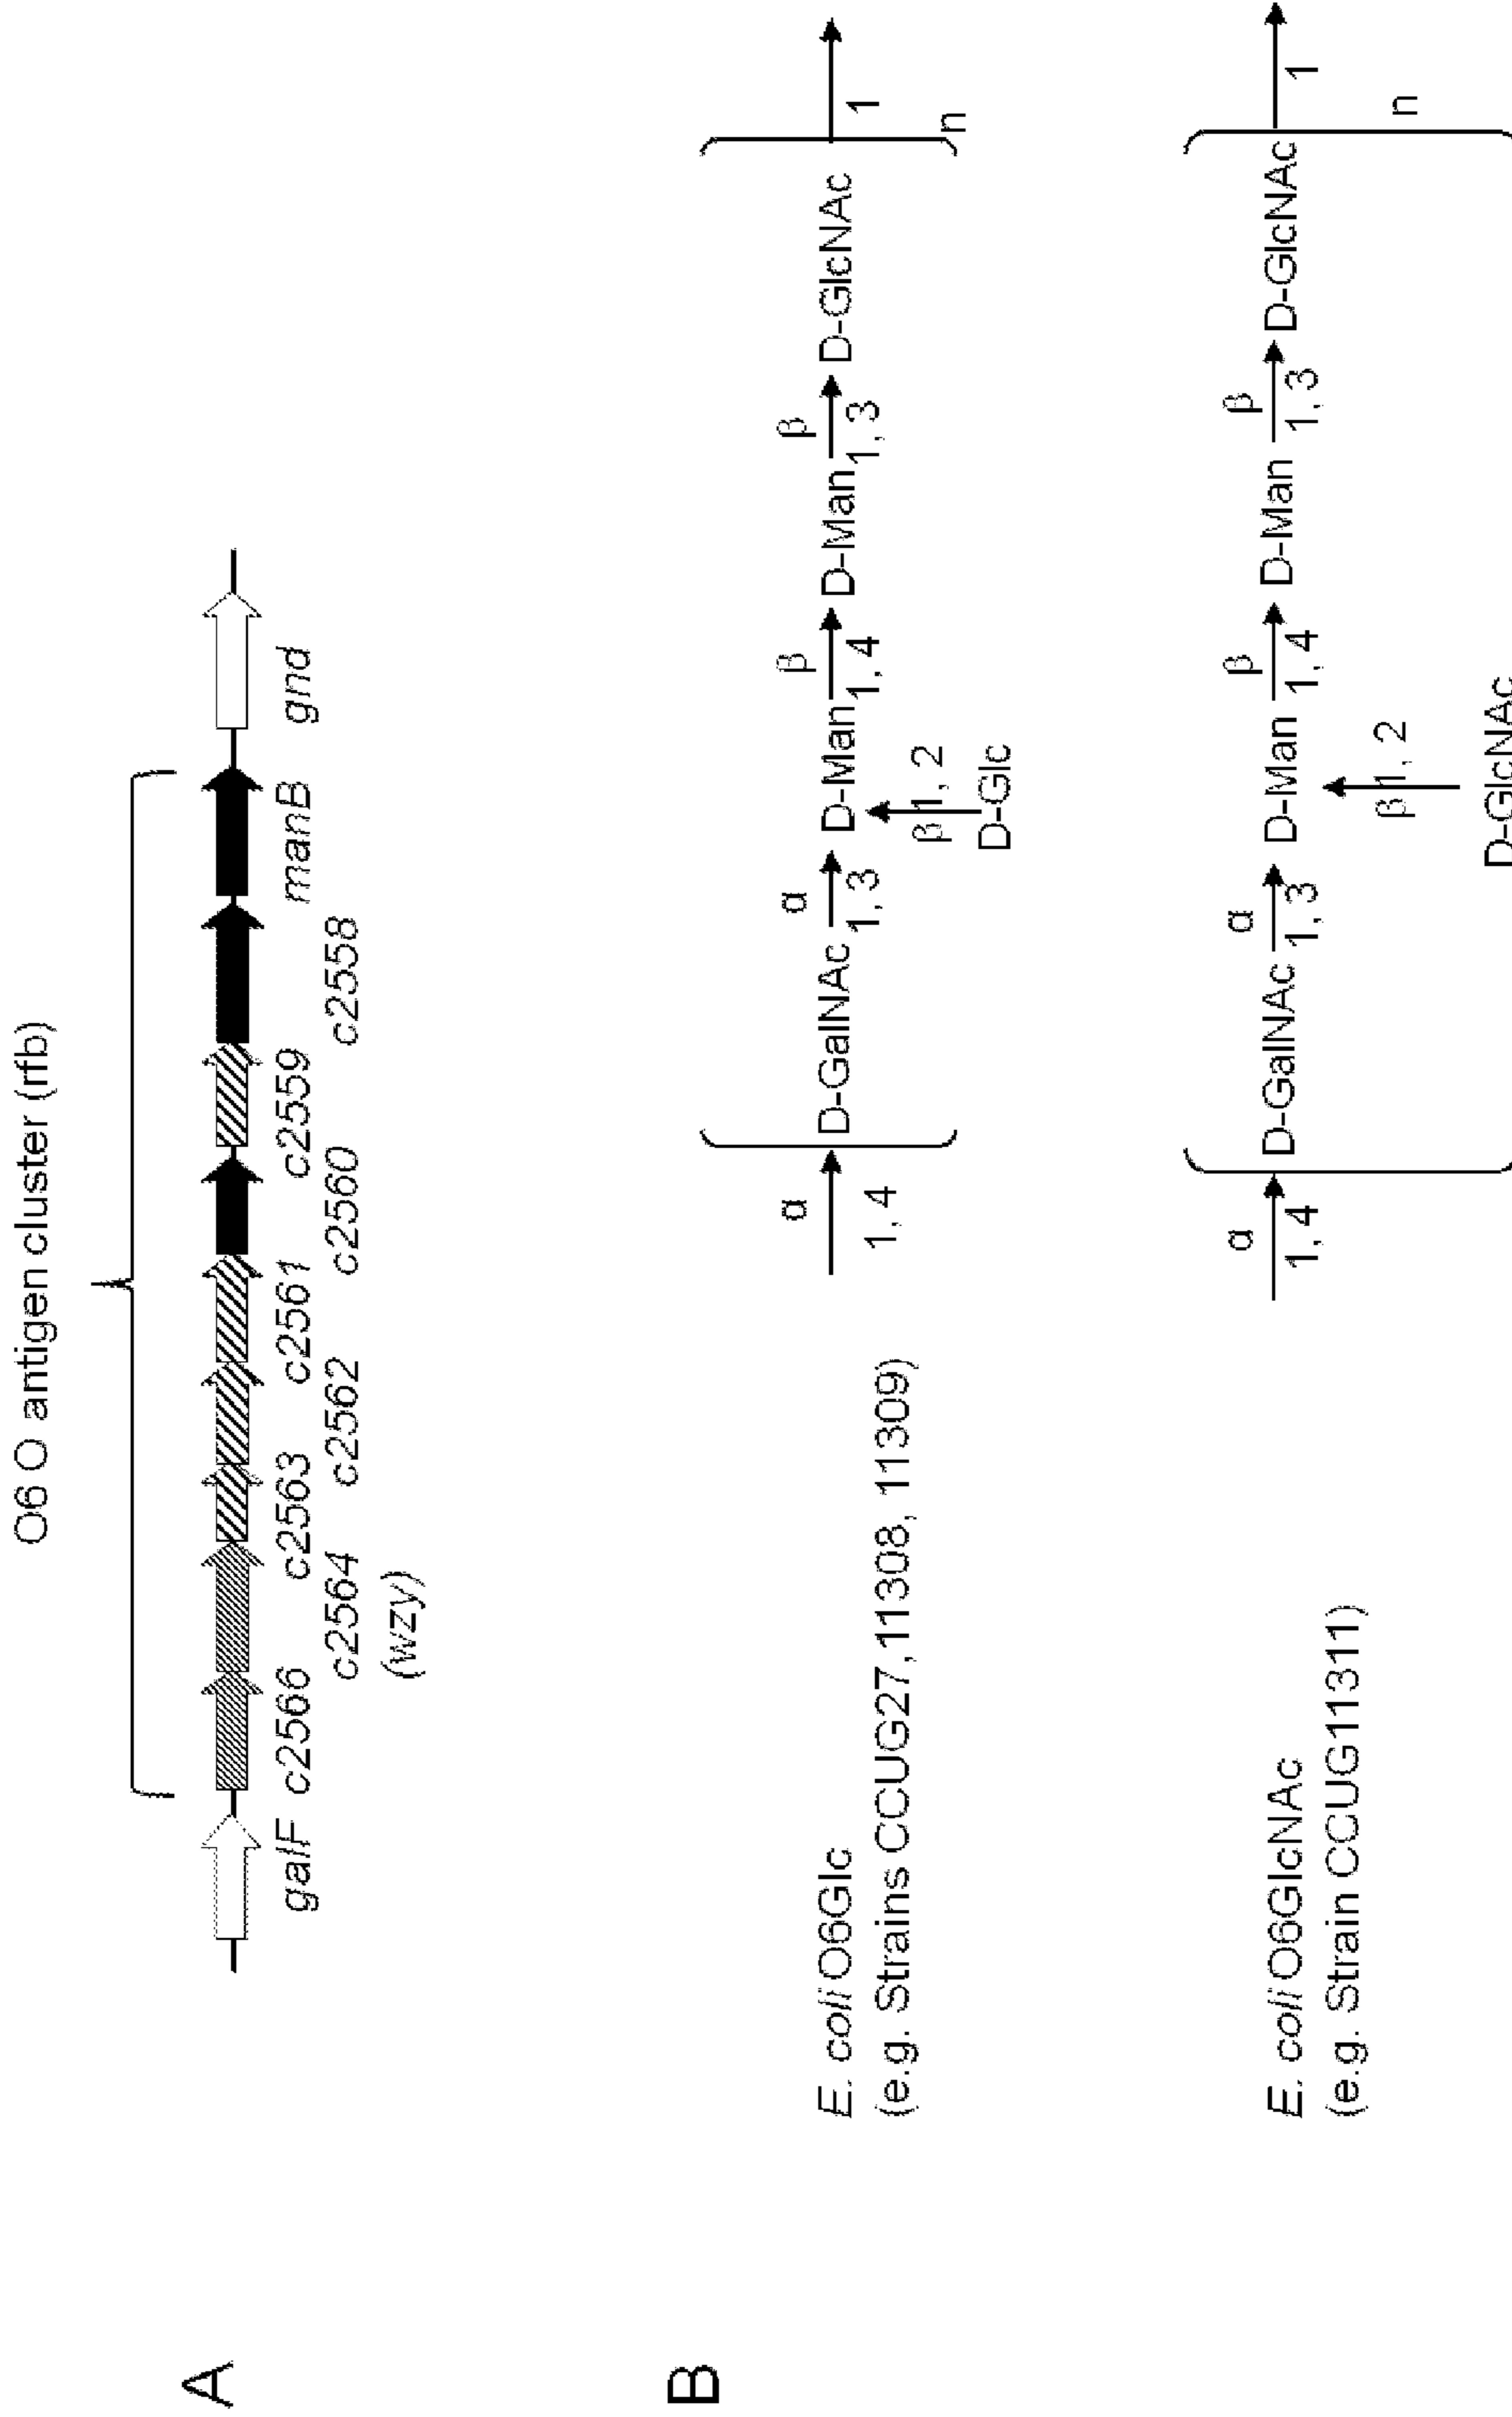 O6 O antigen cluster (rfb)
A
galF c2566 c2563 c2561 c2559 manB gnd
c2564 c2562 c2560 c2558
(wzy)
B
E. coli O6Glc
(e.g. Strains CCUG27,11308, 11309)
α α β β
D-GalNAc D-Man D-Man D-GlcNAc
1, 4 1, 3 1, 4 1, 3 1
β 1, 2
n
D-Glc
E. coli O6GlcNAc
(e.g. Strain CCUG11311)
α α β β
D-GalNAc D-Man D-Man D-GlcNAc
1, 4 1, 3 1, 4 1, 3 1
β 1, 2
n
D-GlcNAc